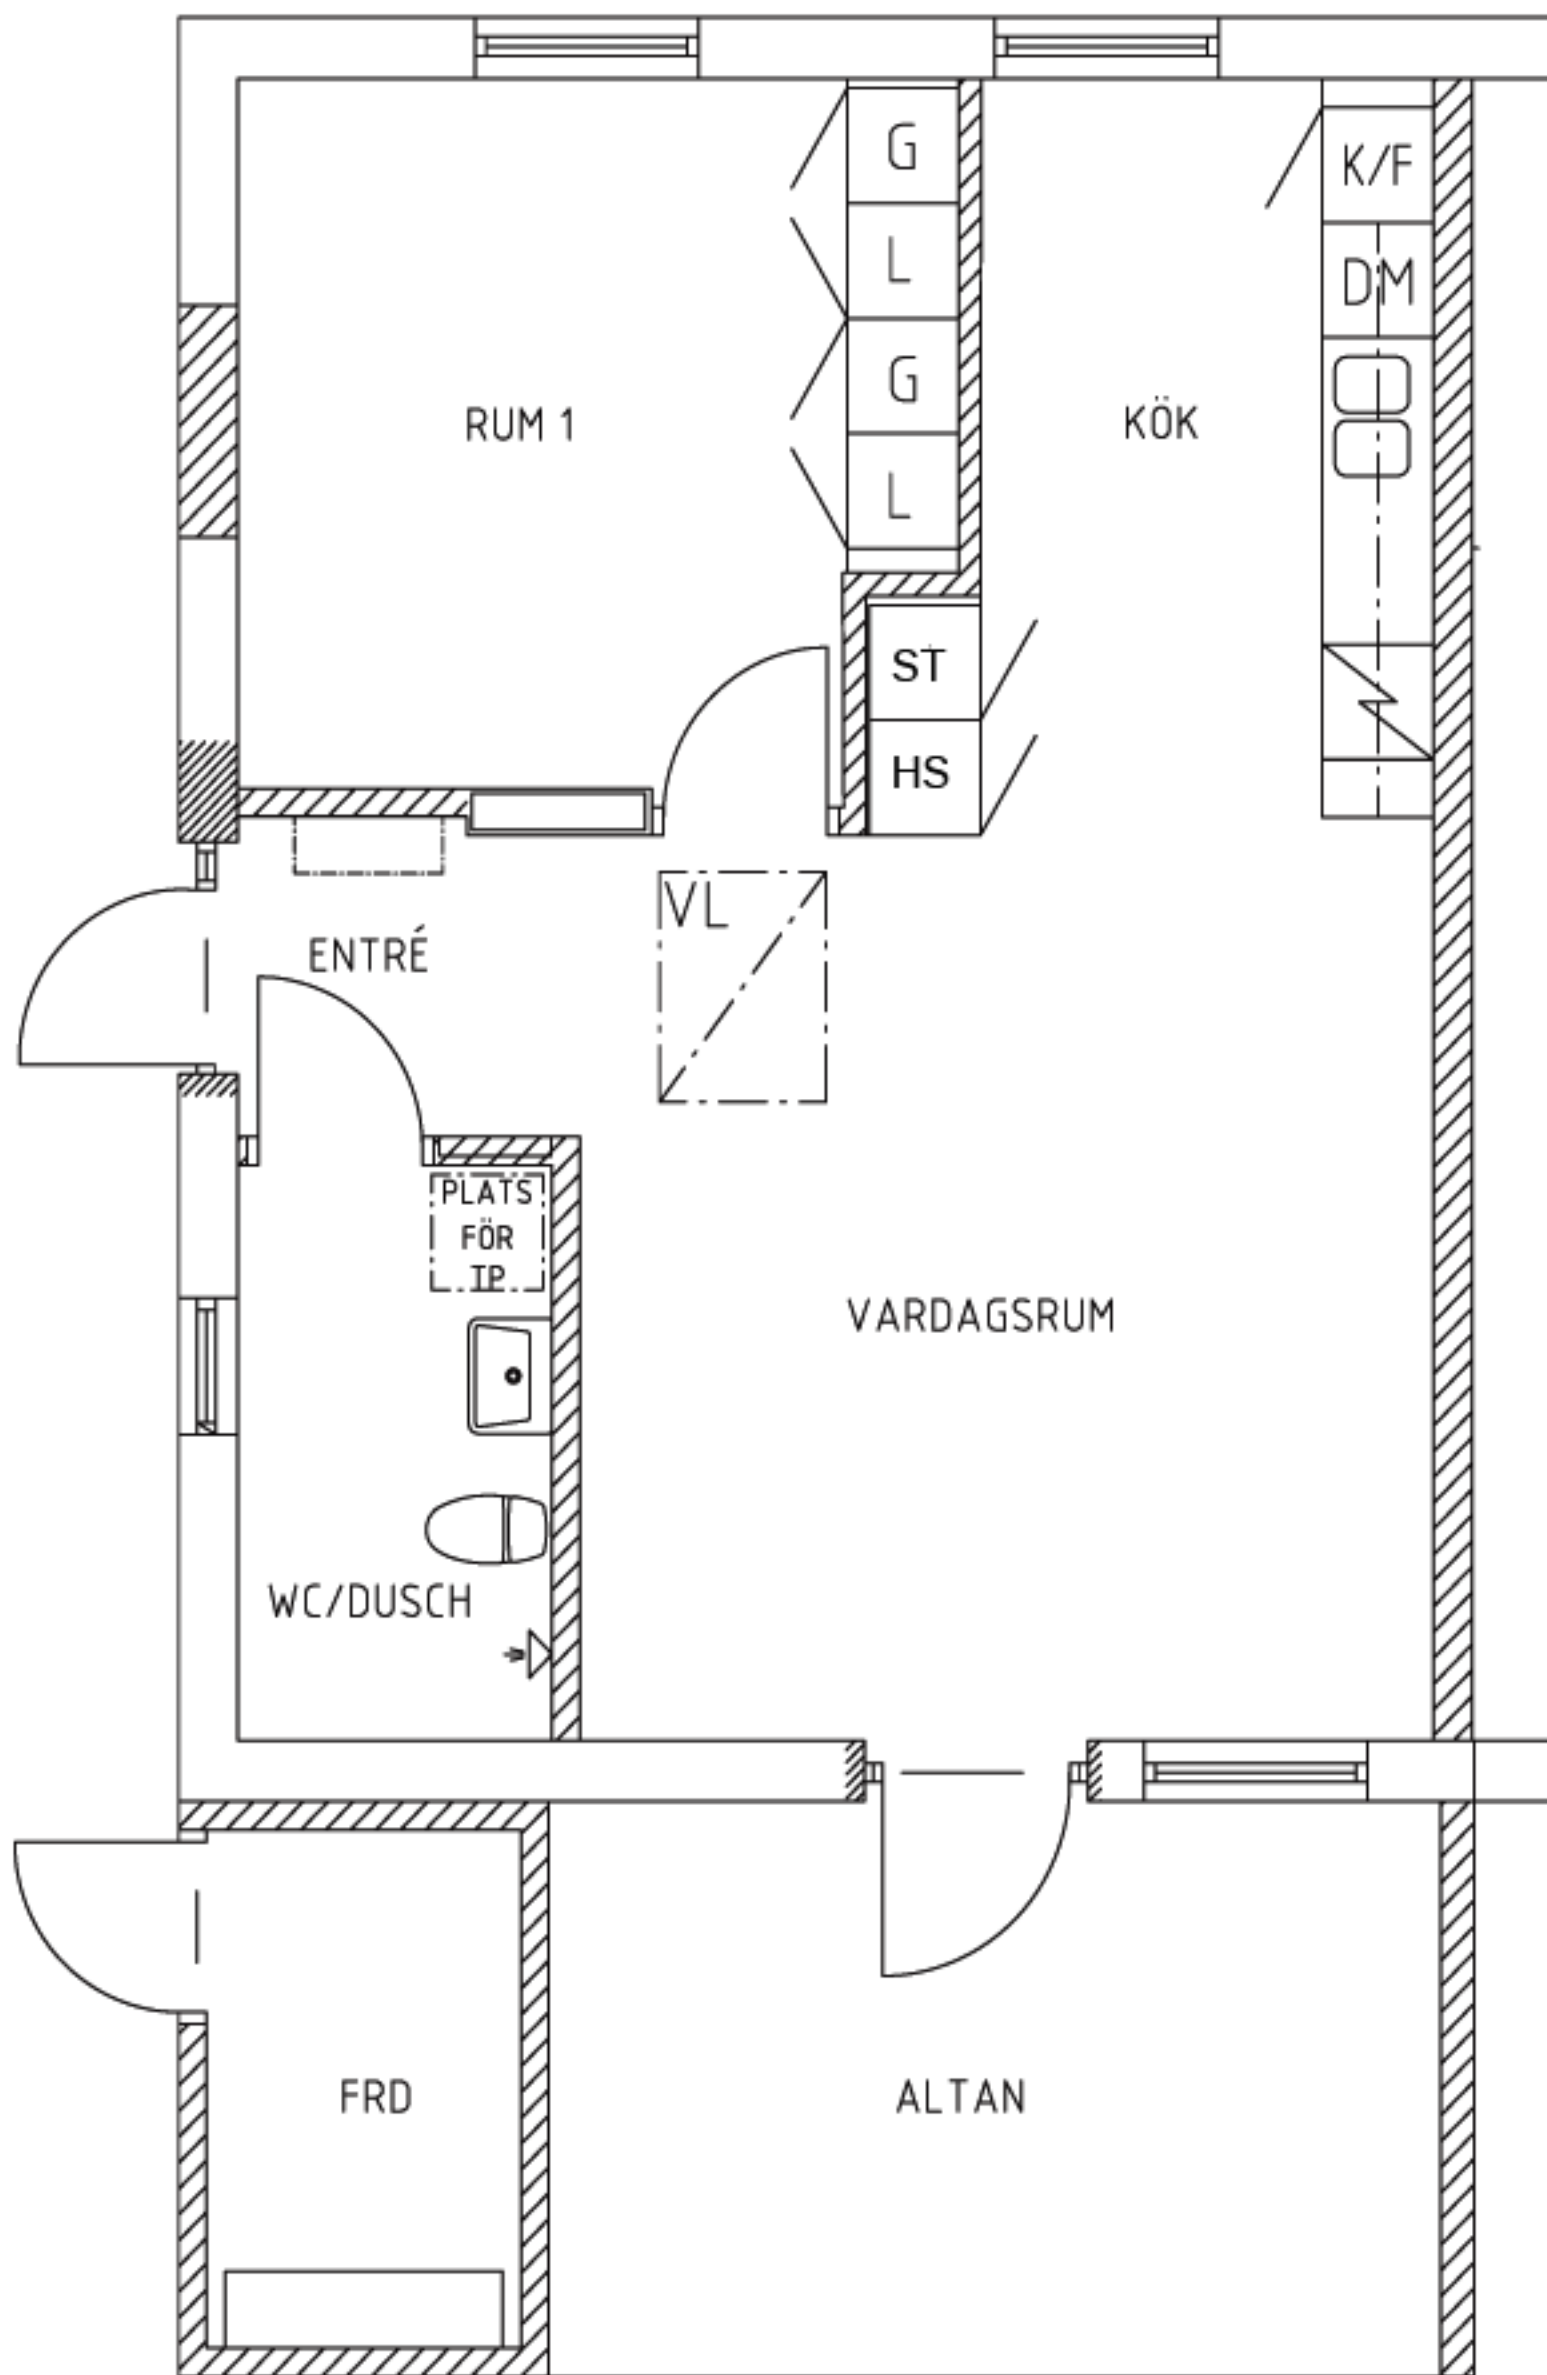 G
K/F
L
DM
G
RUM 1
KÖK
L
ST
HS
VL
ENTRÉ
PLATS
FÖR
TP
VARDAGSRUM
WC/DUSCH
FRD
ALTAN